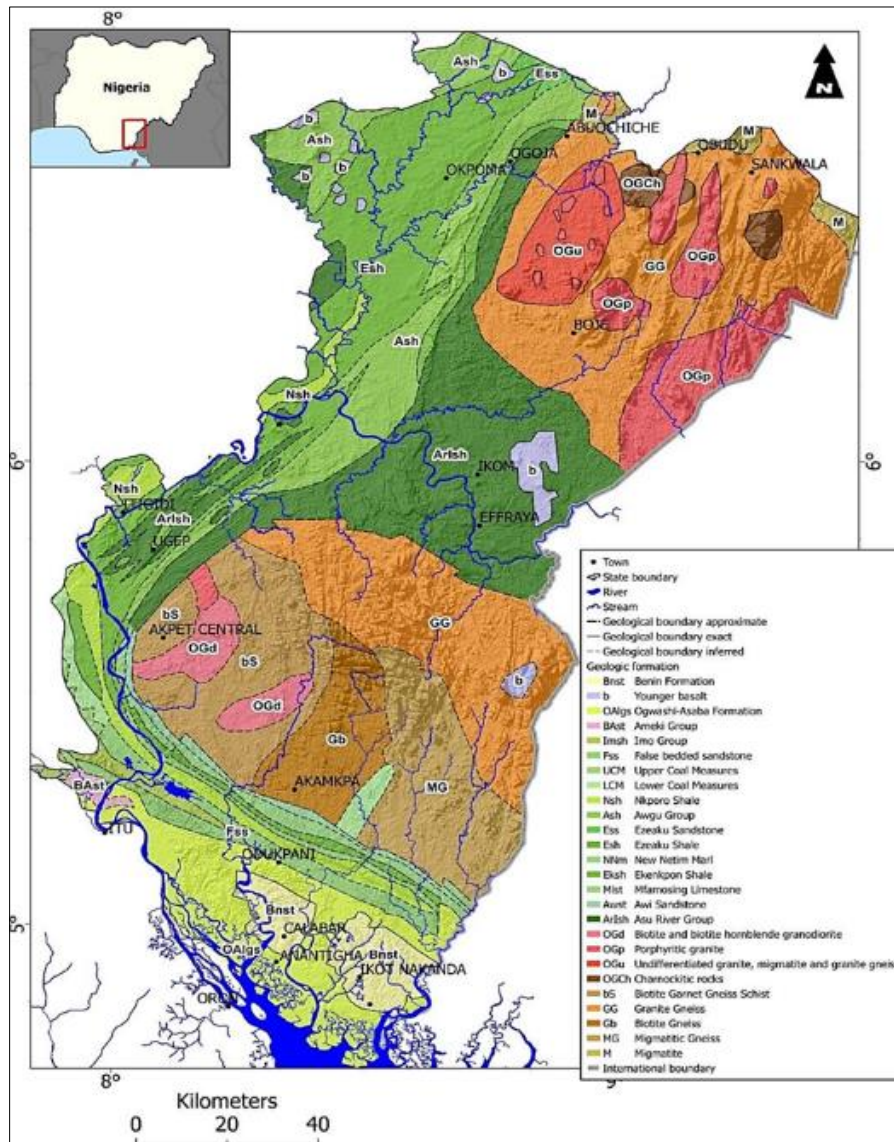 8°
Nigeria
N
Ash
b
Ess
b
Ash
b
b
M
ABUOCHICHE
OGOJA
OKPOMA
M
OBUDU
SANKWALA
OGCh
M
Esh
OGu
GG
OGp
OGp
BOJE
Ash
OGp
Nsh
6°
6°
ArIsh
IKOM
b
EFFRAYA
Nsh
ArIsh
UGEP
bS
AKPET CENTRAL
OGd
bS
GG
OGd
b
Gb
AKAMKPA
MG
BAst
ITU
Fss
ODUKPANI
5°
Bnst
CALABAR
OAlgs
ANANTIGHA
Bnst
IKOT NAKANDA
ORON
Town
State boundary
River
Stream
Geological boundary approximate
Geological boundary exact
Geological boundary inferred
Geologic formation
Bnst Benin Formation
b Younger basalt
OAlgs Ogwashi-Asaba Formation
BAst Ameki Group
Imsh Imo Group
Fss False bedded sandstone
UCM Upper Coal Measures
LCM Lower Coal Measures
Nsh Nkporo Shale
Ash Awgu Group
Ess Ezeaku Sandstone
Esh Ezeaku Shale
NNm New Netim Marl
Eksh Ekenkpon Shale
Mlst Mfamosing Limestone
Aunt Awi Sandstone
ArIsh Asu River Group
OGd Biotite and biotite hornblende granodiorite
OGp Porphyritic granite
OGu Undifferentiated granite, migmatite and granite gneis
OGCh Charnockitic rocks
bS Biotite Garnet Gneiss Schist
GG Granite Gneiss
Gb Biotite Gneiss
MG Migmatitic Gneiss
M Migmatite
International boundary
8°
Kilometers
0 20 40